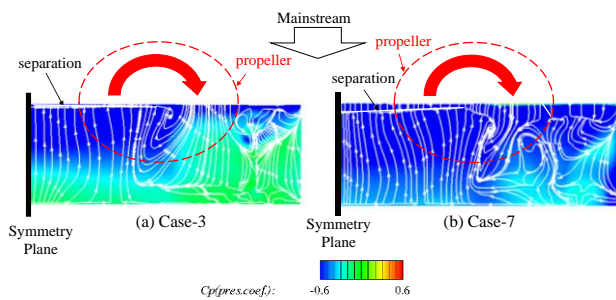 Mainstream
propeller
propeller
separation
separation
(a) Case-3
(b) Case-7
Symmetry
Plane
Symmetry
Plane
Cp(pres.coef.):
-0.6
0.6